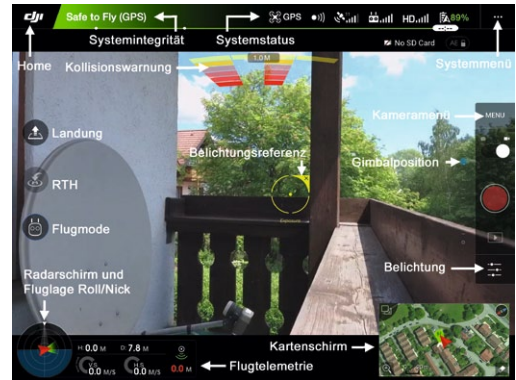 dji Safe to Fly (GPS) GPS HD 89%
Systemintegrität Systemstatus
No SD Card AE
Home Kollisionswarnung 1.0 M Systemmenü
Kameramenü MENU
Landung
Belichtungsreferenz
Gimbalposition
RTH
Flugmode
Radarschirm und
Fluglage Roll/Nick
Belichtung
Kartenschirm
H: 0.0 M D: 7.8 M
V.S 0.0 M/S H.S 0.0 M/S 0.0 M
Flugtelemetrie